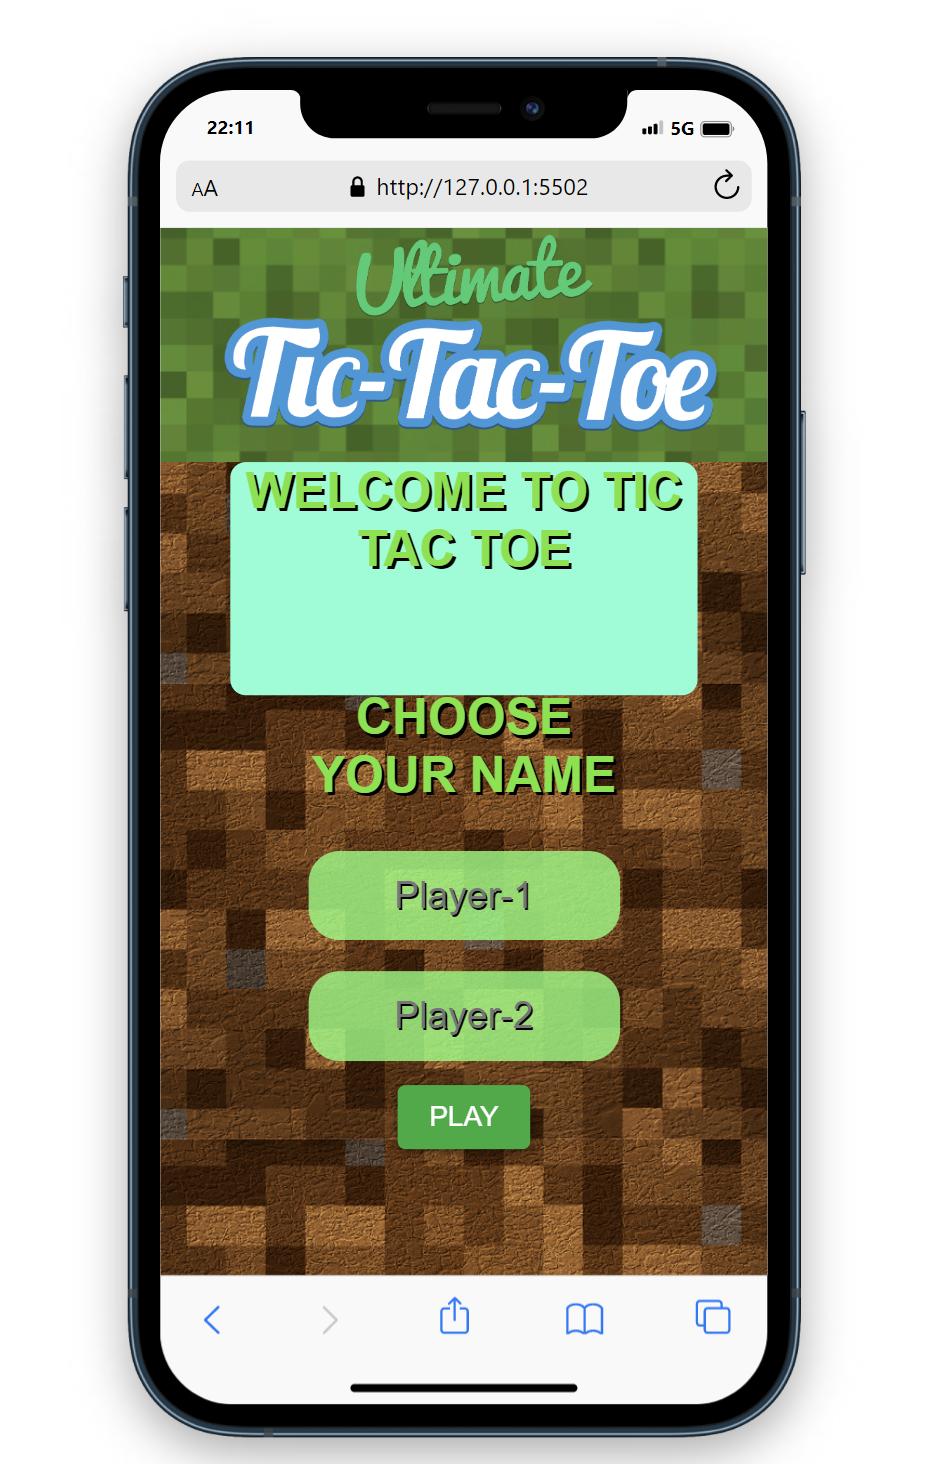 22:11
5G
AA
http://127.0.0.1:5502
Ultimate
Tic-Tac-Toe
WELCOME TO TIC
TAC TOE
CHOOSE
YOUR NAME
Player-1
Player-2
PLAY